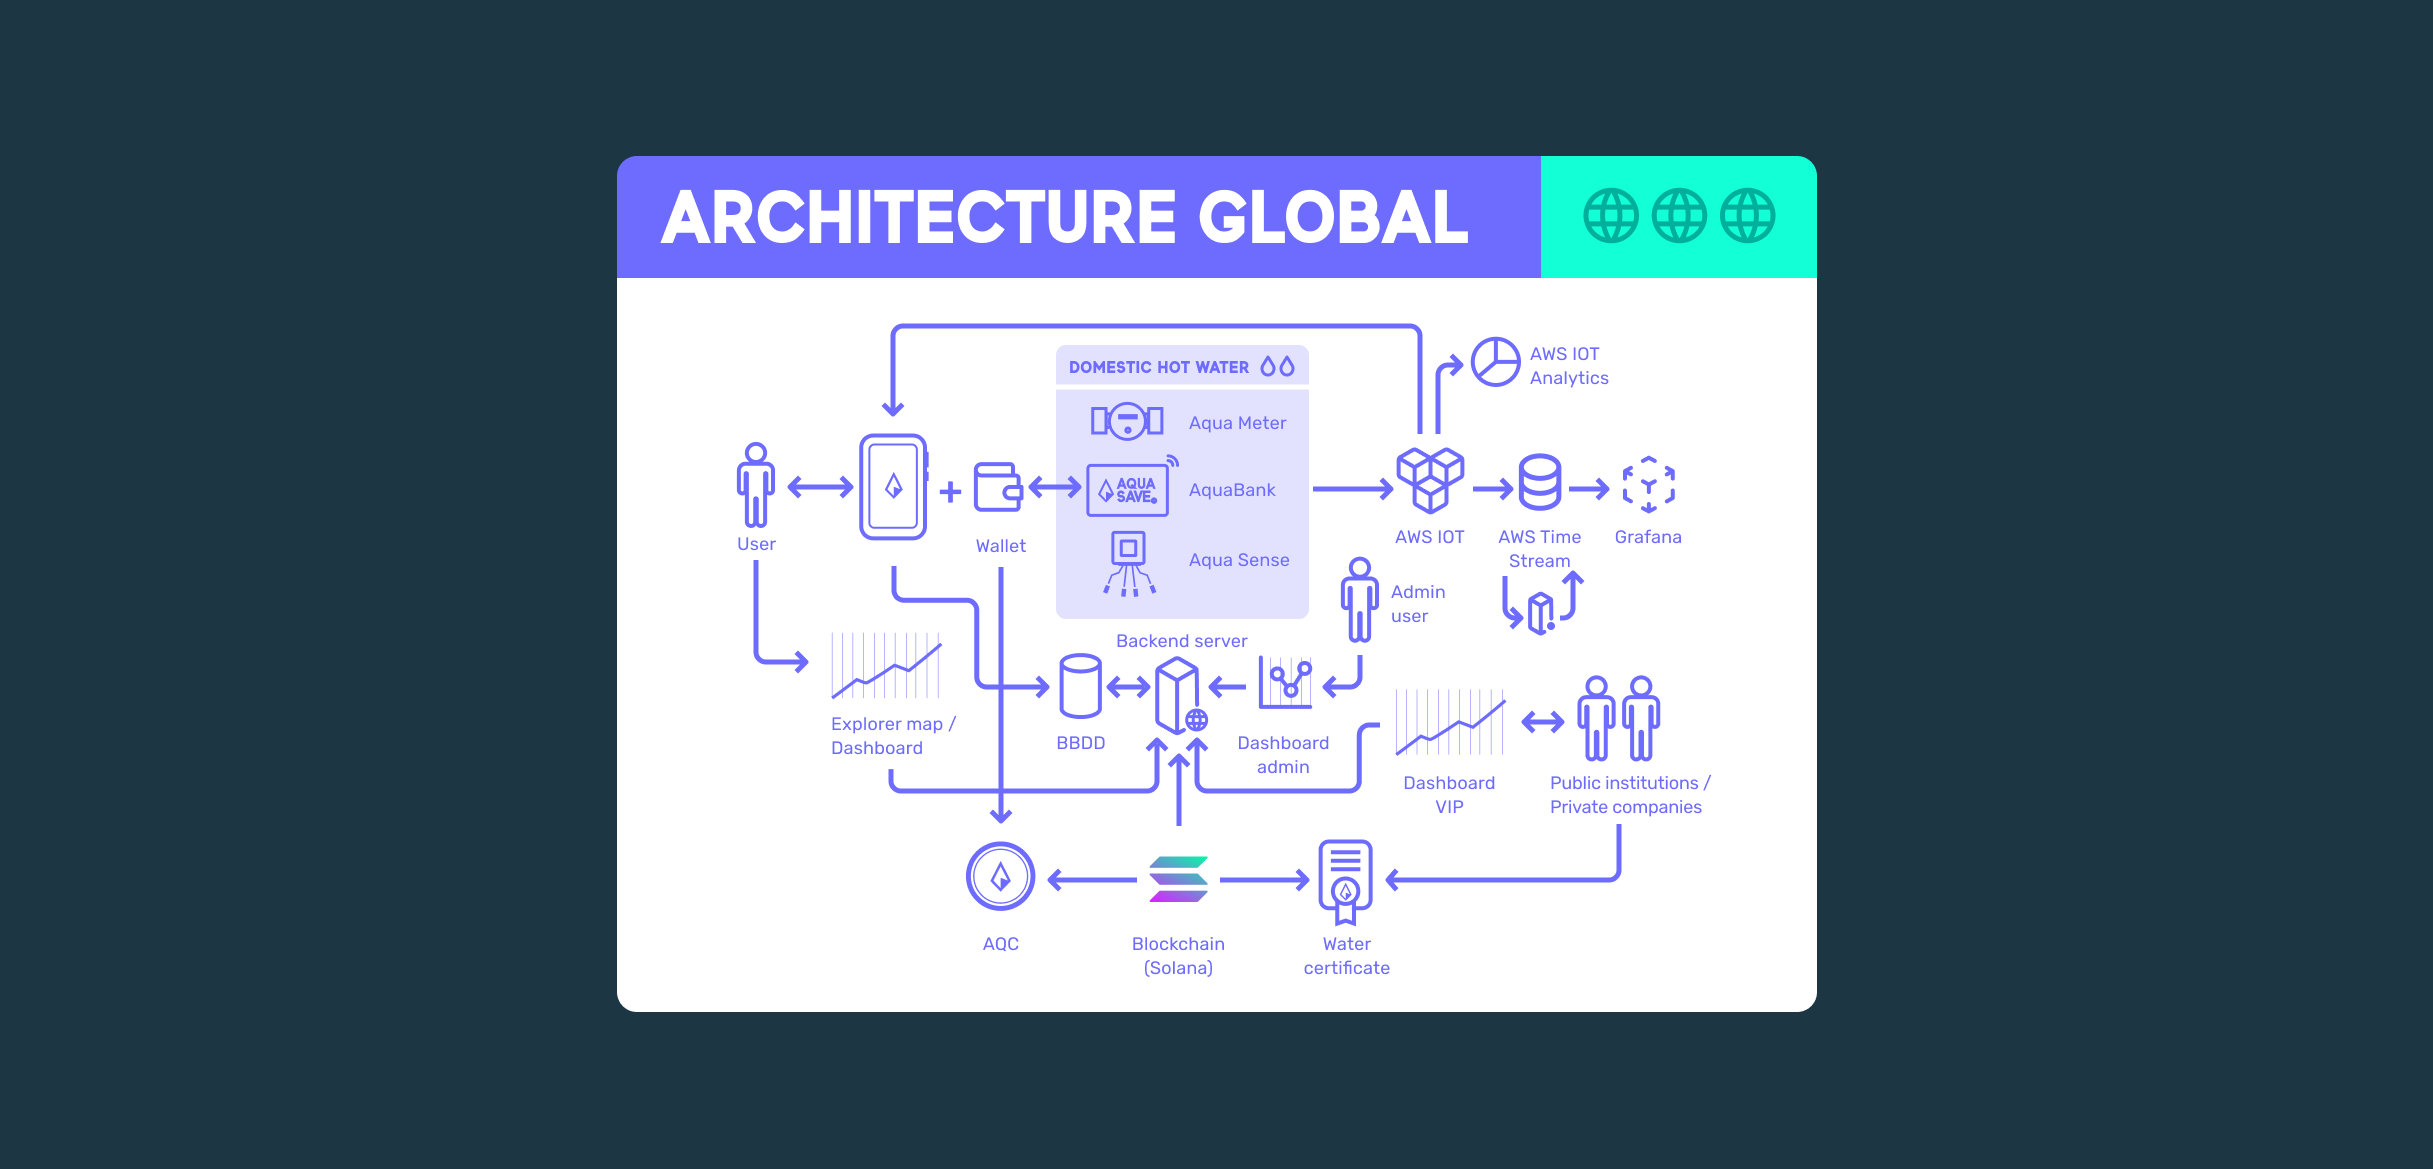 ARCHITECTURE GLOBAL
DOMESTIC HOT WATER
AWS IOT
Analytics
Aqua Meter
AQUA
SAVE
AquaBank
Aqua Sense
User
Wallet
AWS IOT
AWS Time
Stream
Grafana
Admin
user
Backend server
Explorer map /
Dashboard
BBDD
Dashboard
admin
Dashboard
VIP
Public institutions /
Private companies
AQC
Blockchain
(Solana)
Water
certificate